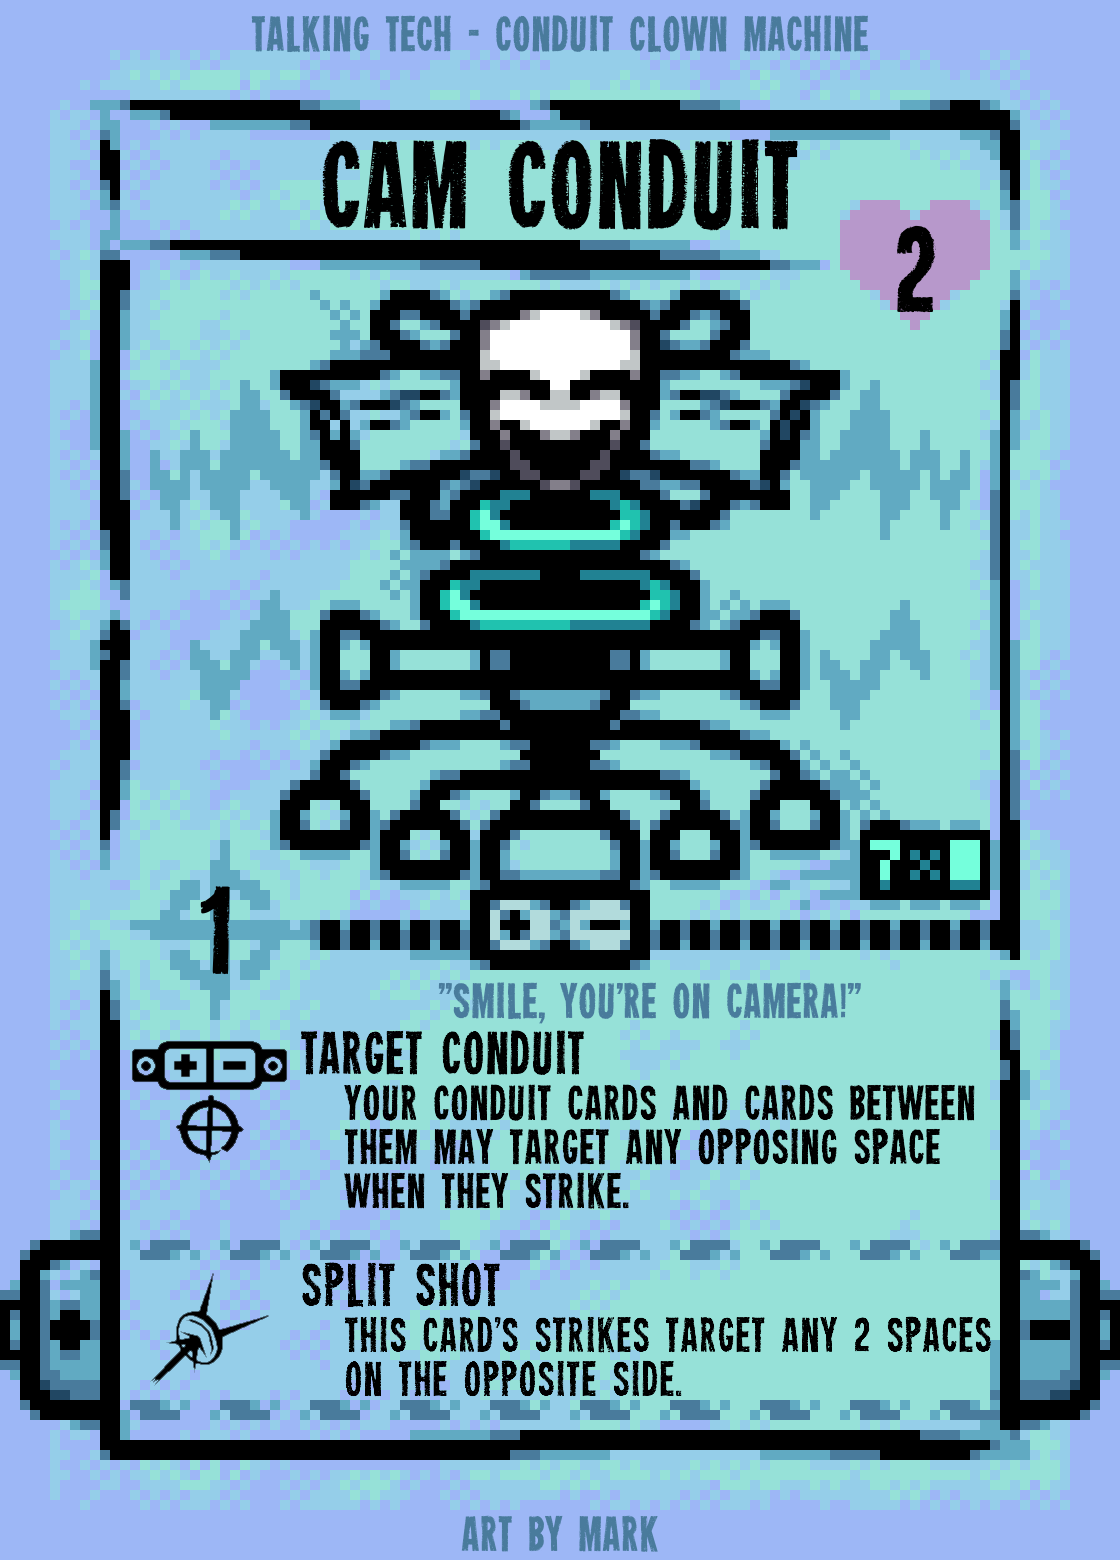 TALKING TECH - CONDUIT CLOWN MACHINE
CAM CONDUIT
2
7
1
"SMILE, YOU'RE ON CAMERA!"
TARGET CONDUIT
YOUR CONDUIT CARDS AND CARDS BETWEEN
THEM MAY TARGET ANY OPPOSING SPACE
WHEN THEY STRIKE.
SPLIT SHOT
THIS CARD'S STRIKES TARGET ANY 2 SPACES
ON THE OPPOSITE SIDE.
ART BY MARK